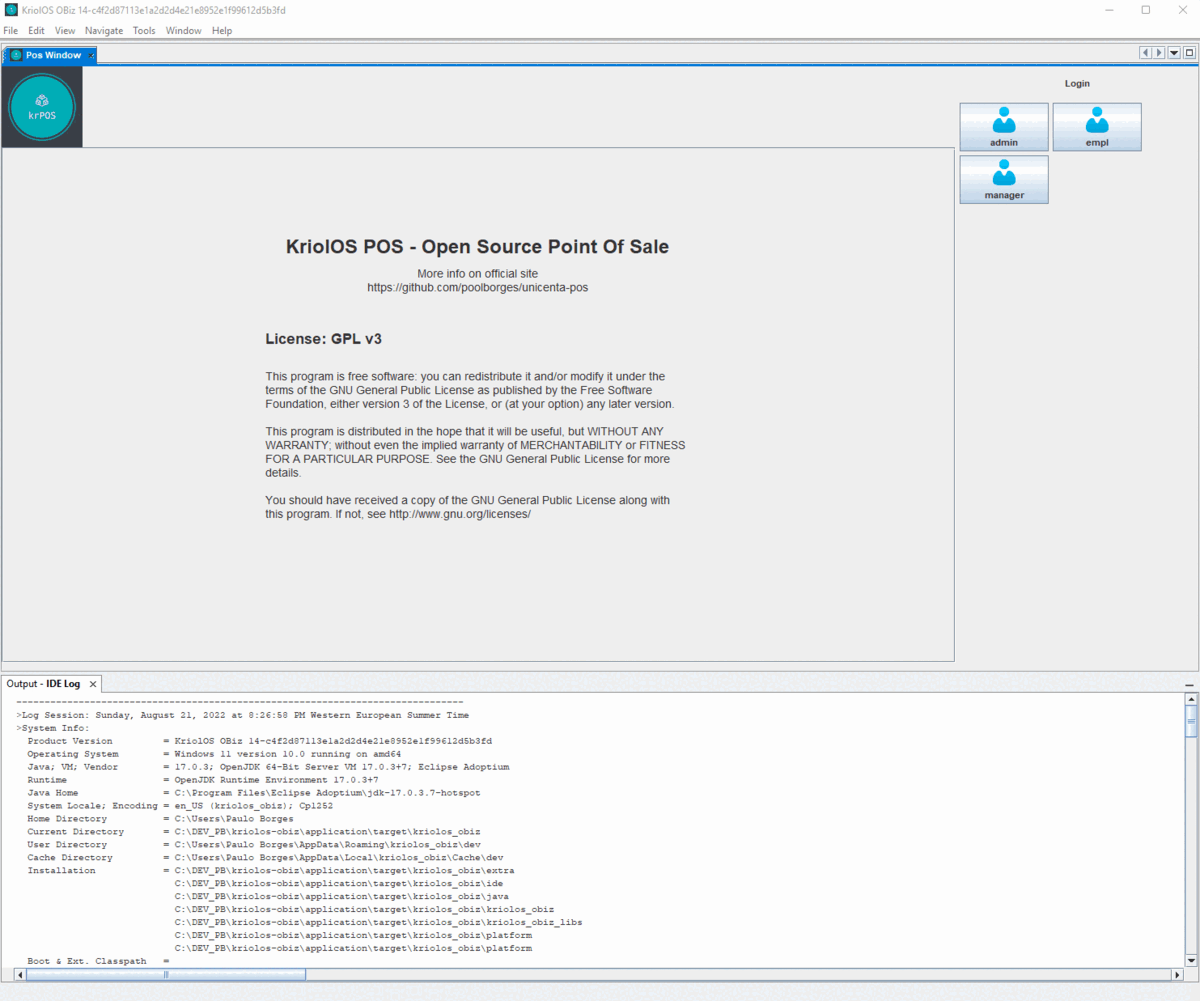 KriolOS OBiz 14-c4f2d87113e1a2d2d4e21e8952e1f99612d5b3fd
File Edit View Navigate Tools Window Help
Pos Window
krPOS
Login
admin
empl
manager
KriolOS POS - Open Source Point Of Sale
More info on official site
https://github.com/poolborges/unicenta-pos
License: GPL v3
This program is free software: you can redistribute it and/or modify it under the
terms of the GNU General Public License as published by the Free Software
Foundation, either version 3 of the License, or (at your option) any later version.
This program is distributed in the hope that it will be useful, but WITHOUT ANY
WARRANTY; without even the implied warranty of MERCHANTABILITY or FITNESS
FOR A PARTICULAR PURPOSE. See the GNU General Public License for more
details.
You should have received a copy of the GNU General Public License along with
this program. If not, see http://www.gnu.org/licenses/
Output - IDE Log
-------------------------------------------------------------------------------
>Log Session: Sunday, August 21, 2022 at 8:26:58 PM Western European Summer Time
>System Info:
Product Version = KriolOS OBiz 14-c4f2d87113e1a2d2d4e21e8952e1f99612d5b3fd
Operating System = Windows 11 version 10.0 running on amd64
Java; VM; Vendor = 17.0.3; OpenJDK 64-Bit Server VM 17.0.3+7; Eclipse Adoptium
Runtime = OpenJDK Runtime Environment 17.0.3+7
Java Home = C:\Program Files\Eclipse Adoptium\jdk-17.0.3.7-hotspot
System Locale; Encoding = en_US (kriolos_obiz); Cp1252
Home Directory = C:\Users\Paulo Borges
Current Directory = C:\DEV_PB\kriolos-obiz\application\target\kriolos_obiz
User Directory = C:\Users\Paulo Borges\AppData\Roaming\kriolos_obiz\dev
Cache Directory = C:\Users\Paulo Borges\AppData\Local\kriolos_obiz\Cache\dev
Installation = C:\DEV_PB\kriolos-obiz\application\target\kriolos_obiz\extra
C:\DEV_PB\kriolos-obiz\application\target\kriolos_obiz\ide
C:\DEV_PB\kriolos-obiz\application\target\kriolos_obiz\java
C:\DEV_PB\kriolos-obiz\application\target\kriolos_obiz\kriolos_obiz
C:\DEV_PB\kriolos-obiz\application\target\kriolos_obiz\kriolos_obiz_libs
C:\DEV_PB\kriolos-obiz\application\target\kriolos_obiz\platform
C:\DEV_PB\kriolos-obiz\application\target\kriolos_obiz\platform
Boot & Ext. Classpath =